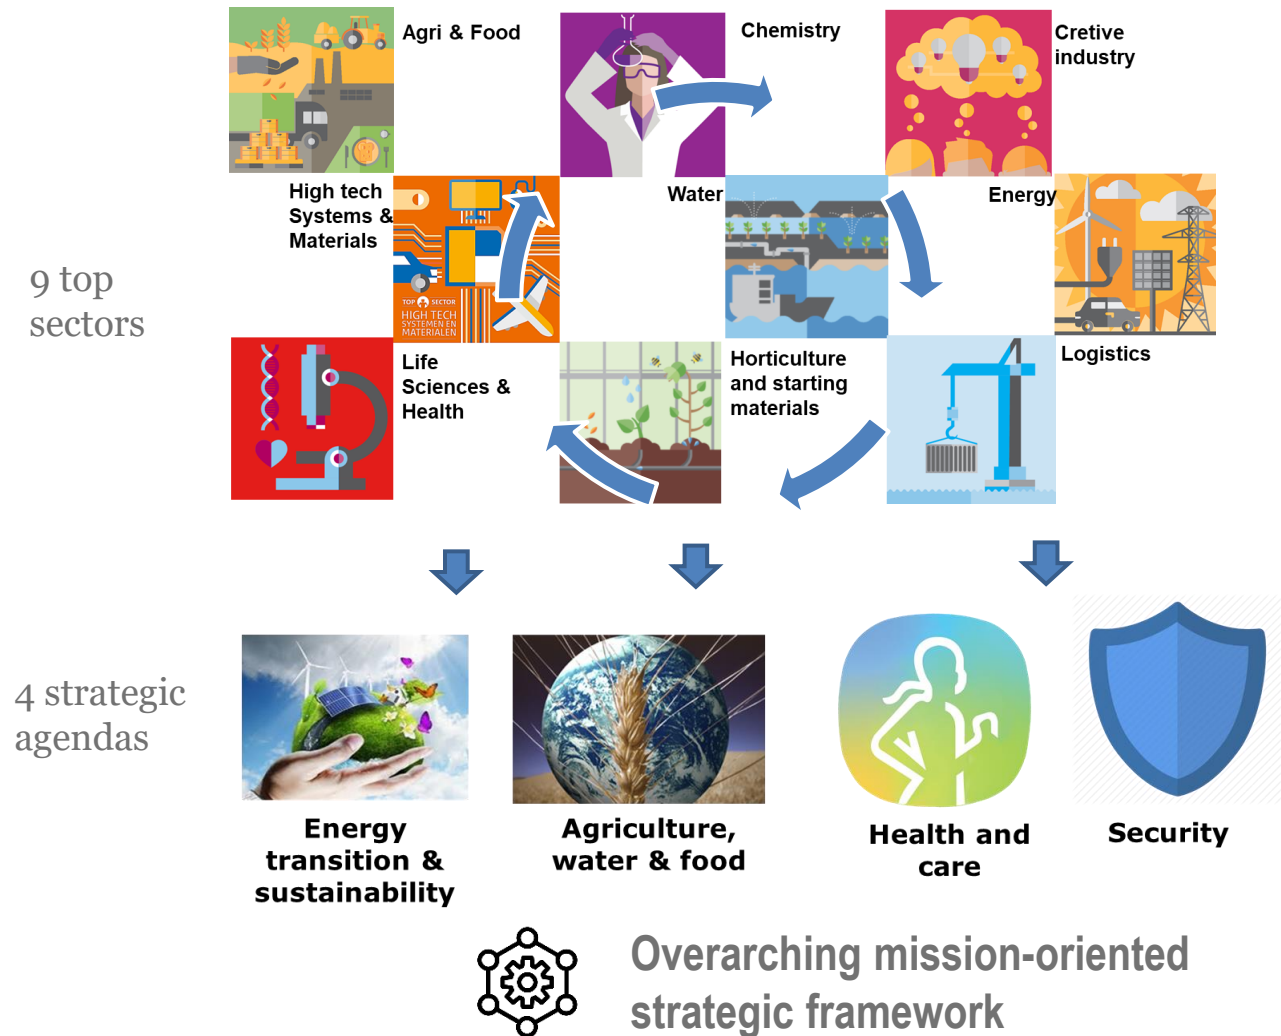 Agri & Food
Chemistry
Cretive
industry
High tech
Systems &
Materials
Water
Energy
TOP SECTOR
HIGH TECH
SYSTEMEN EN
MATERIALEN
9 top
sectors
Life
Sciences &
Health
Horticulture
and starting
materials
Logistics
4 strategic
agendas
Energy
transition &
sustainability
Agriculture,
water & food
Health and
care
Security
Overarching mission-oriented
strategic framework